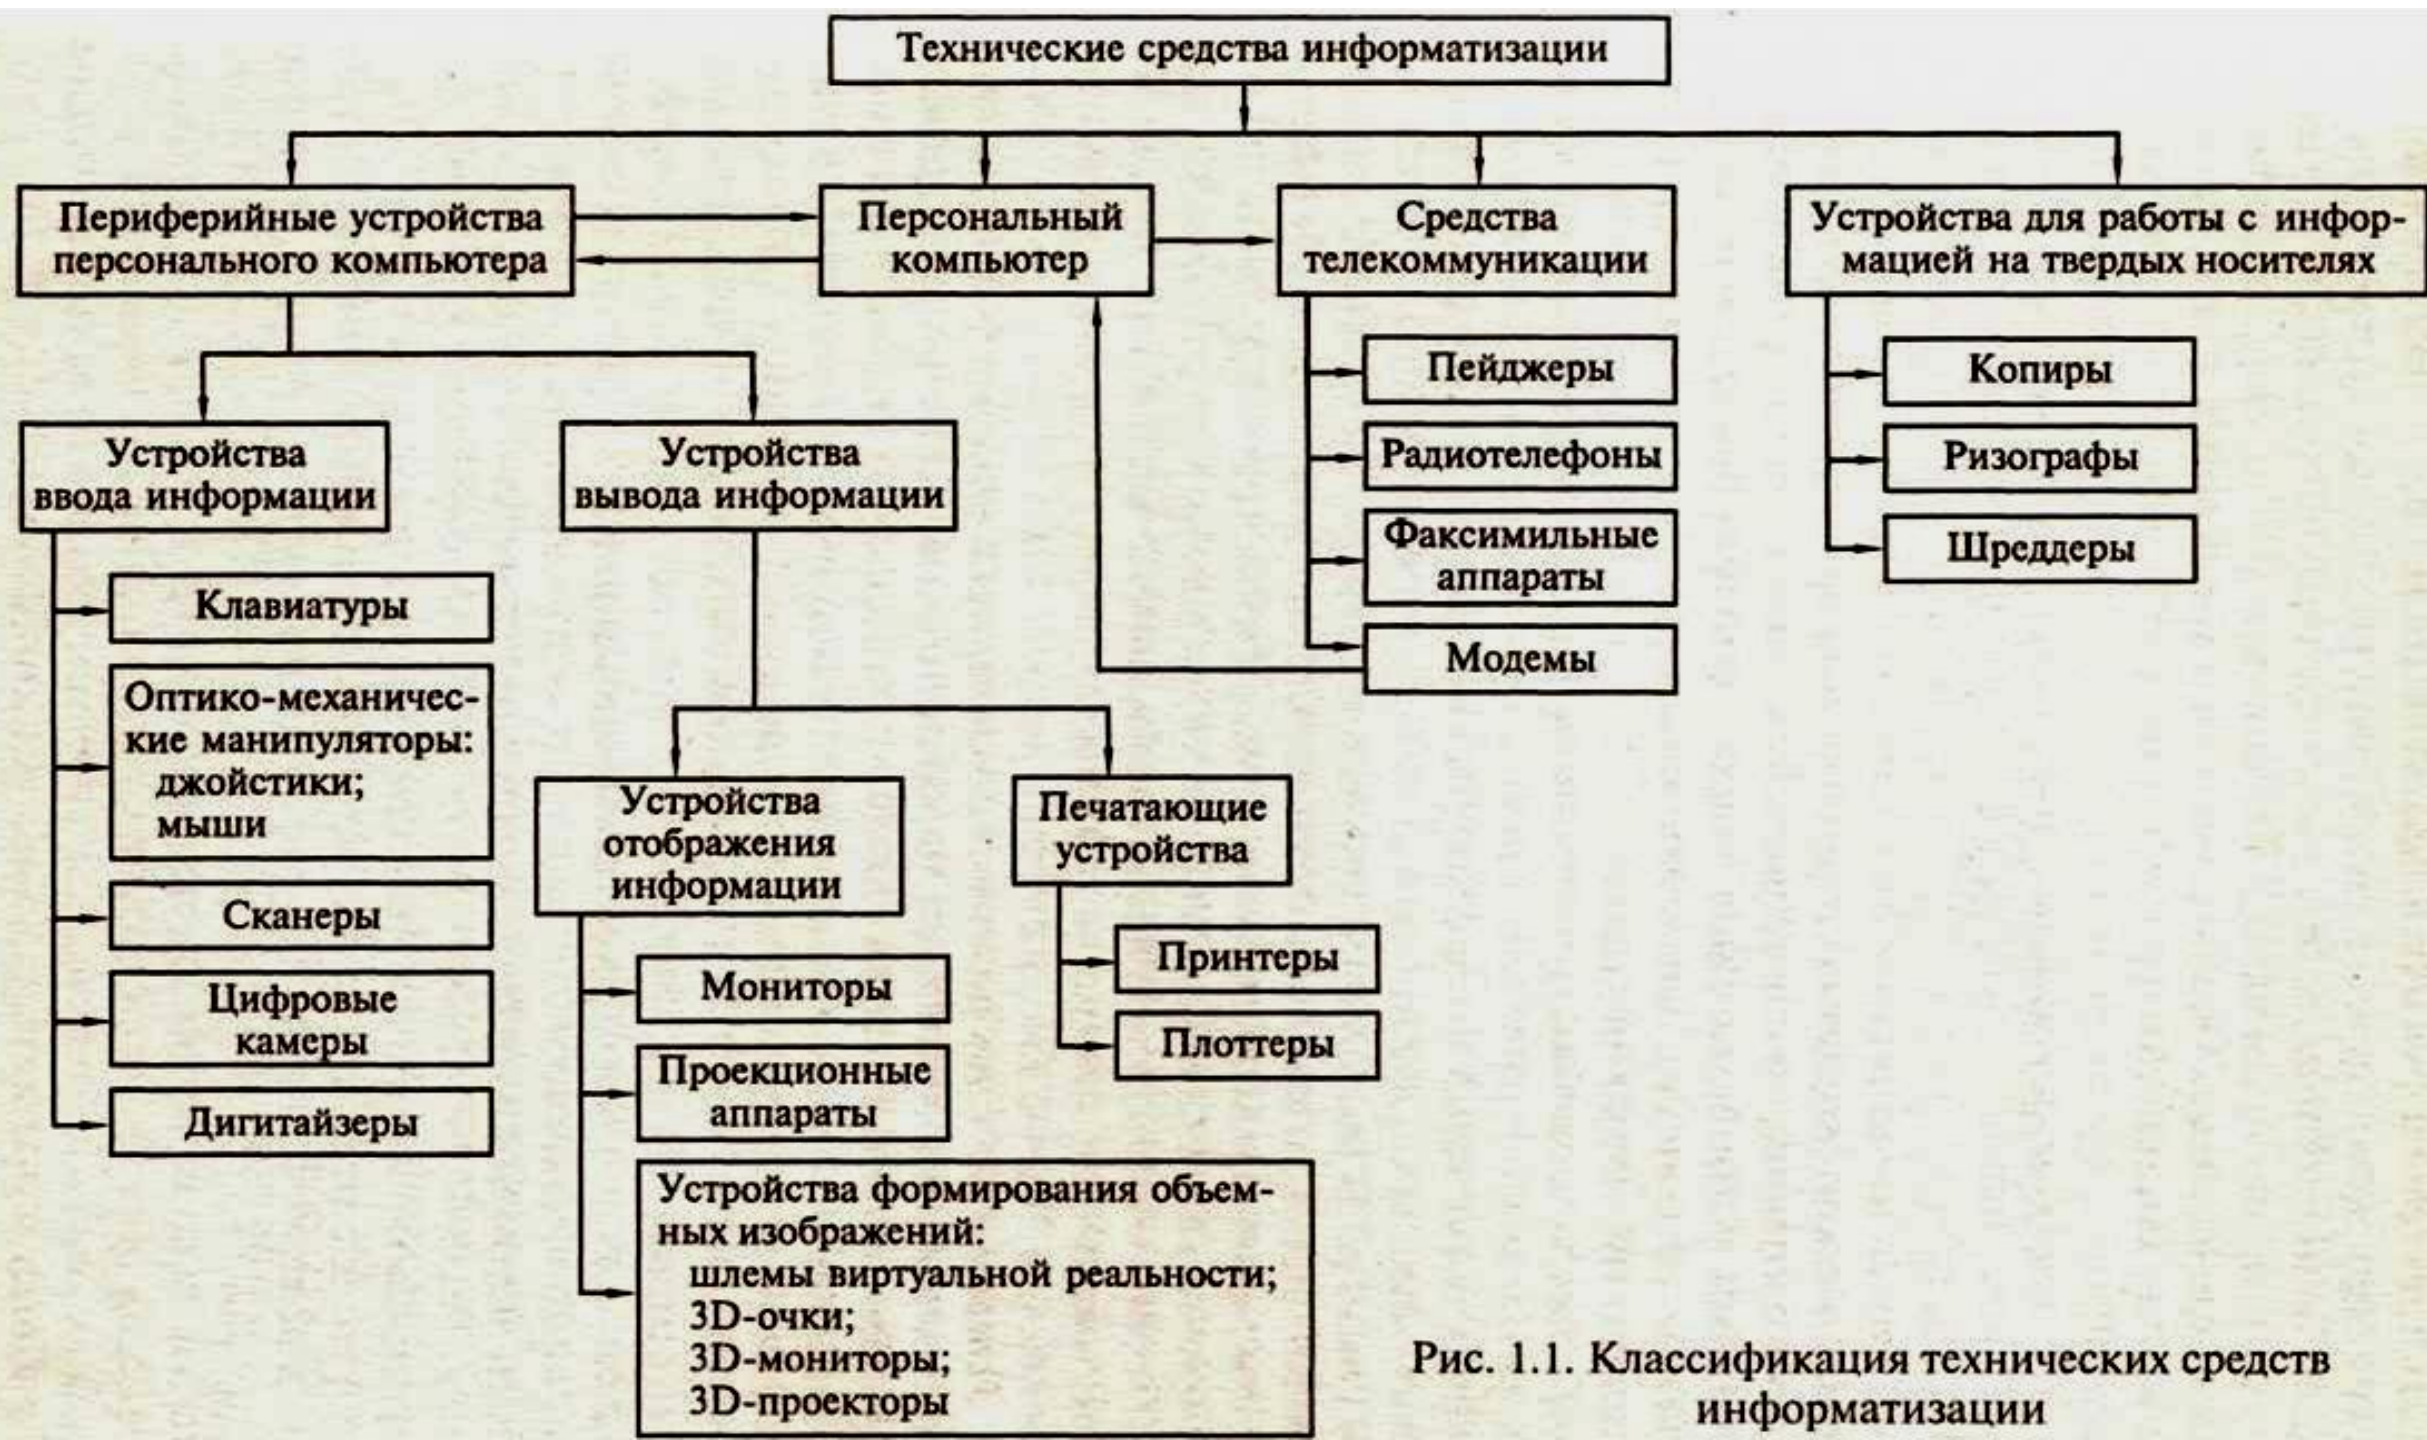 Технические средства информатизации
Периферийные устройства
персонального компьютера
Персональный
компьютер
Средства
телекоммуникации
Устройства для работы с инфор-
мацией на твердых носителях
Пейджеры
Радиотелефоны
Факсимильные
аппараты
Модемы
Копиры
Ризографы
Шреддеры
Устройства
ввода информации
Устройства
вывода информации
Клавиатуры
Оптико-механичес-
кие манипуляторы:
джойстики;
мыши
Сканеры
Цифровые
камеры
Дигитайзеры
Устройства
отображения
информации
Печатающие
устройства
Мониторы
Проекционные
аппараты
Устройства формирования объем-
ных изображений:
шлемы виртуальной реальности;
3D-очки;
3D-мониторы;
3D-проекторы
Принтеры
Плоттеры
Рис. 1.1. Классификация технических средств
информатизации